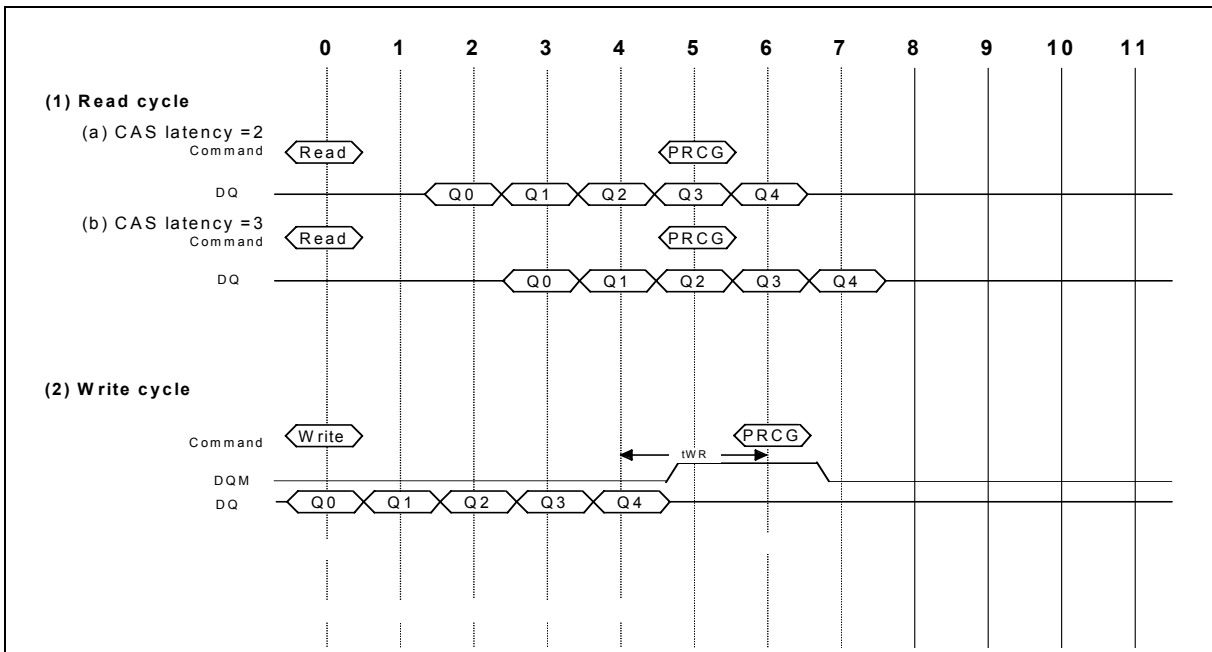 0 1 2 3 4 5 6 7 8 9 10 11
(1) Read cycle
(a) CAS latency =2
Command Read PRCG
DQ Q0 Q1 Q2 Q3 Q4
(b) CAS latency =3
Command Read PRCG
DQ Q0 Q1 Q2 Q3 Q4
(2) Write cycle
Command Write PRCG
tWR
DQM
DQ Q0 Q1 Q2 Q3 Q4